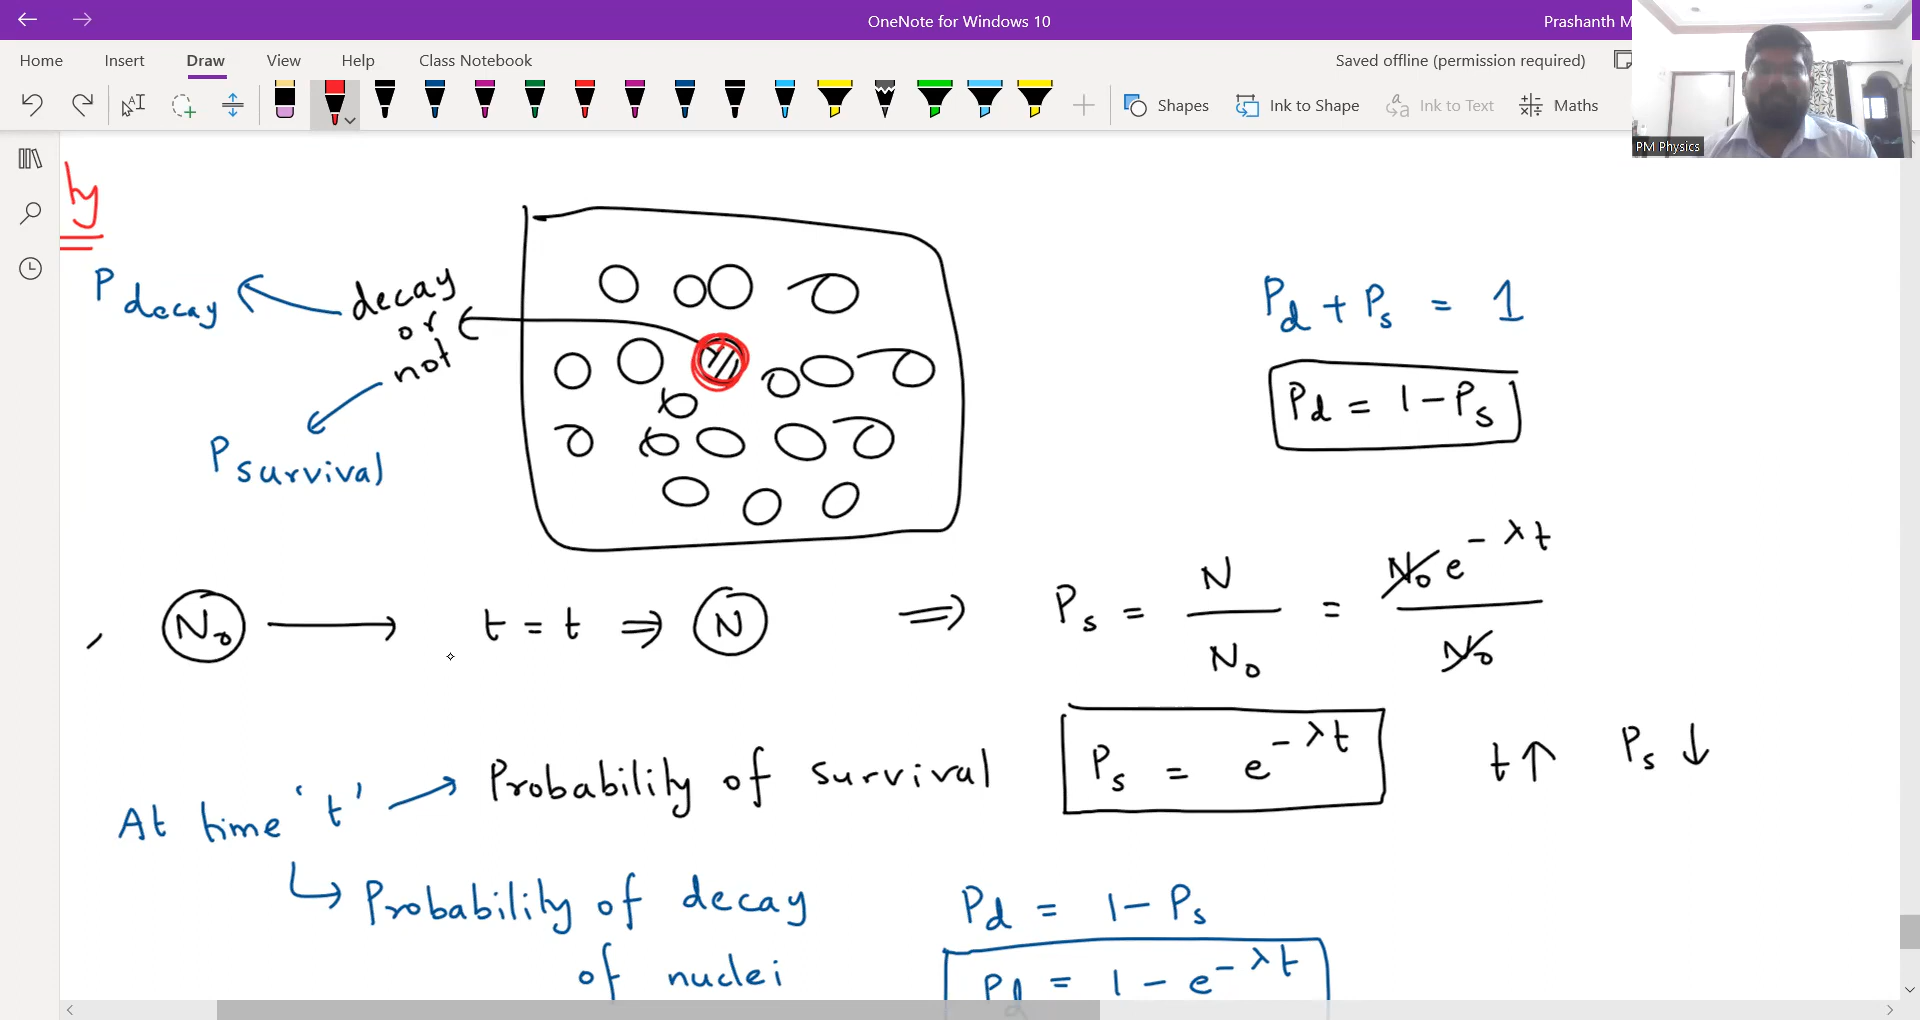 OneNote for Windows 10
Prashanth M
Home Insert Draw View Help Class Notebook
Saved offline (permission required)
Shapes Ink to Shape Ink to Text Maths
PM Physics
ty
P decay
decay
or
not
P survival
Pd + Ps = 1
Pd = 1 - Ps
N₀ → t = t ⇒ N ⇒ Ps = N / N₀ = N₀ e^-λt / N₀
At time 't' → Probability of survival
Ps = e^-λt
t↑ Ps ↓
↳ Probability of decay
of nuclei
Pd = 1 - Ps
Pd = 1 - e^-λt